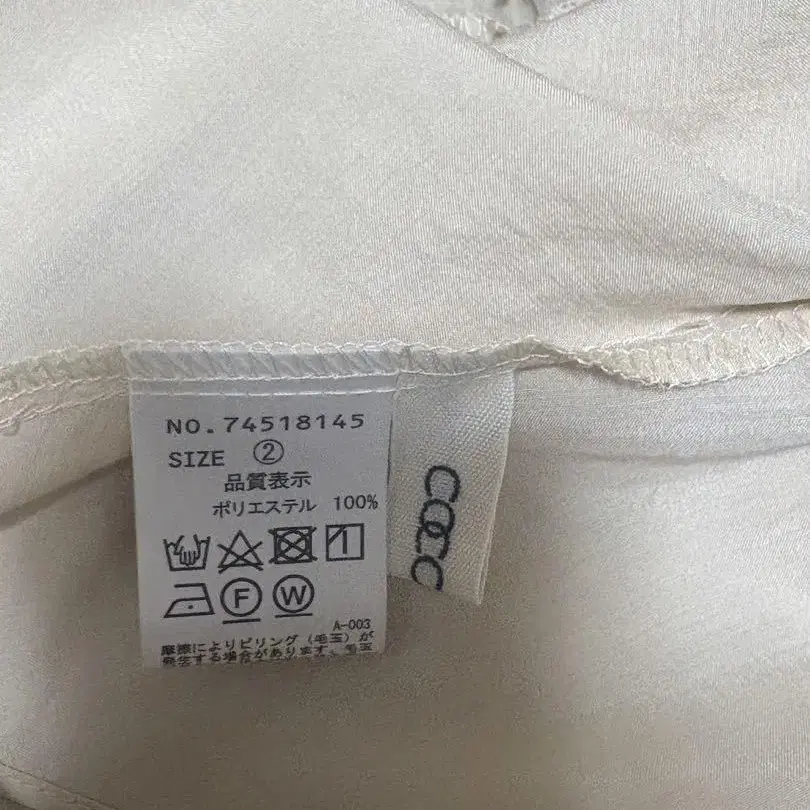 NO.74518145
SIZE ②
品質表示
ポリエステル 100%
F W
A-003
摩擦によりピリング(毛玉)が
発生する場合があります。毛玉